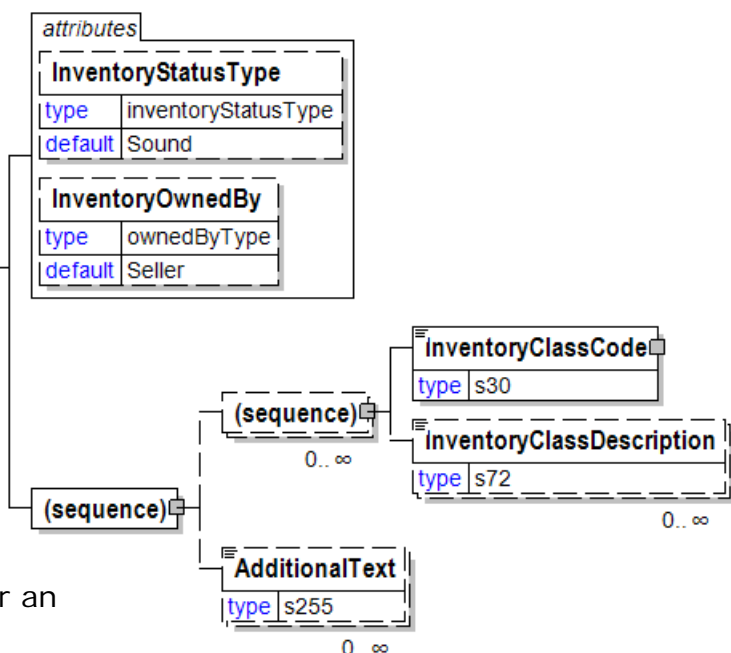 attributes
InventoryStatusType
type inventoryStatusType
default Sound
InventoryOwnedBy
type ownedByType
default Seller
InventoryClassCode
type s30
(sequence)
0.. ∞
InventoryClassDescription
type s72
0.. ∞
(sequence)
AdditionalText
type s255
0.. ∞
r an